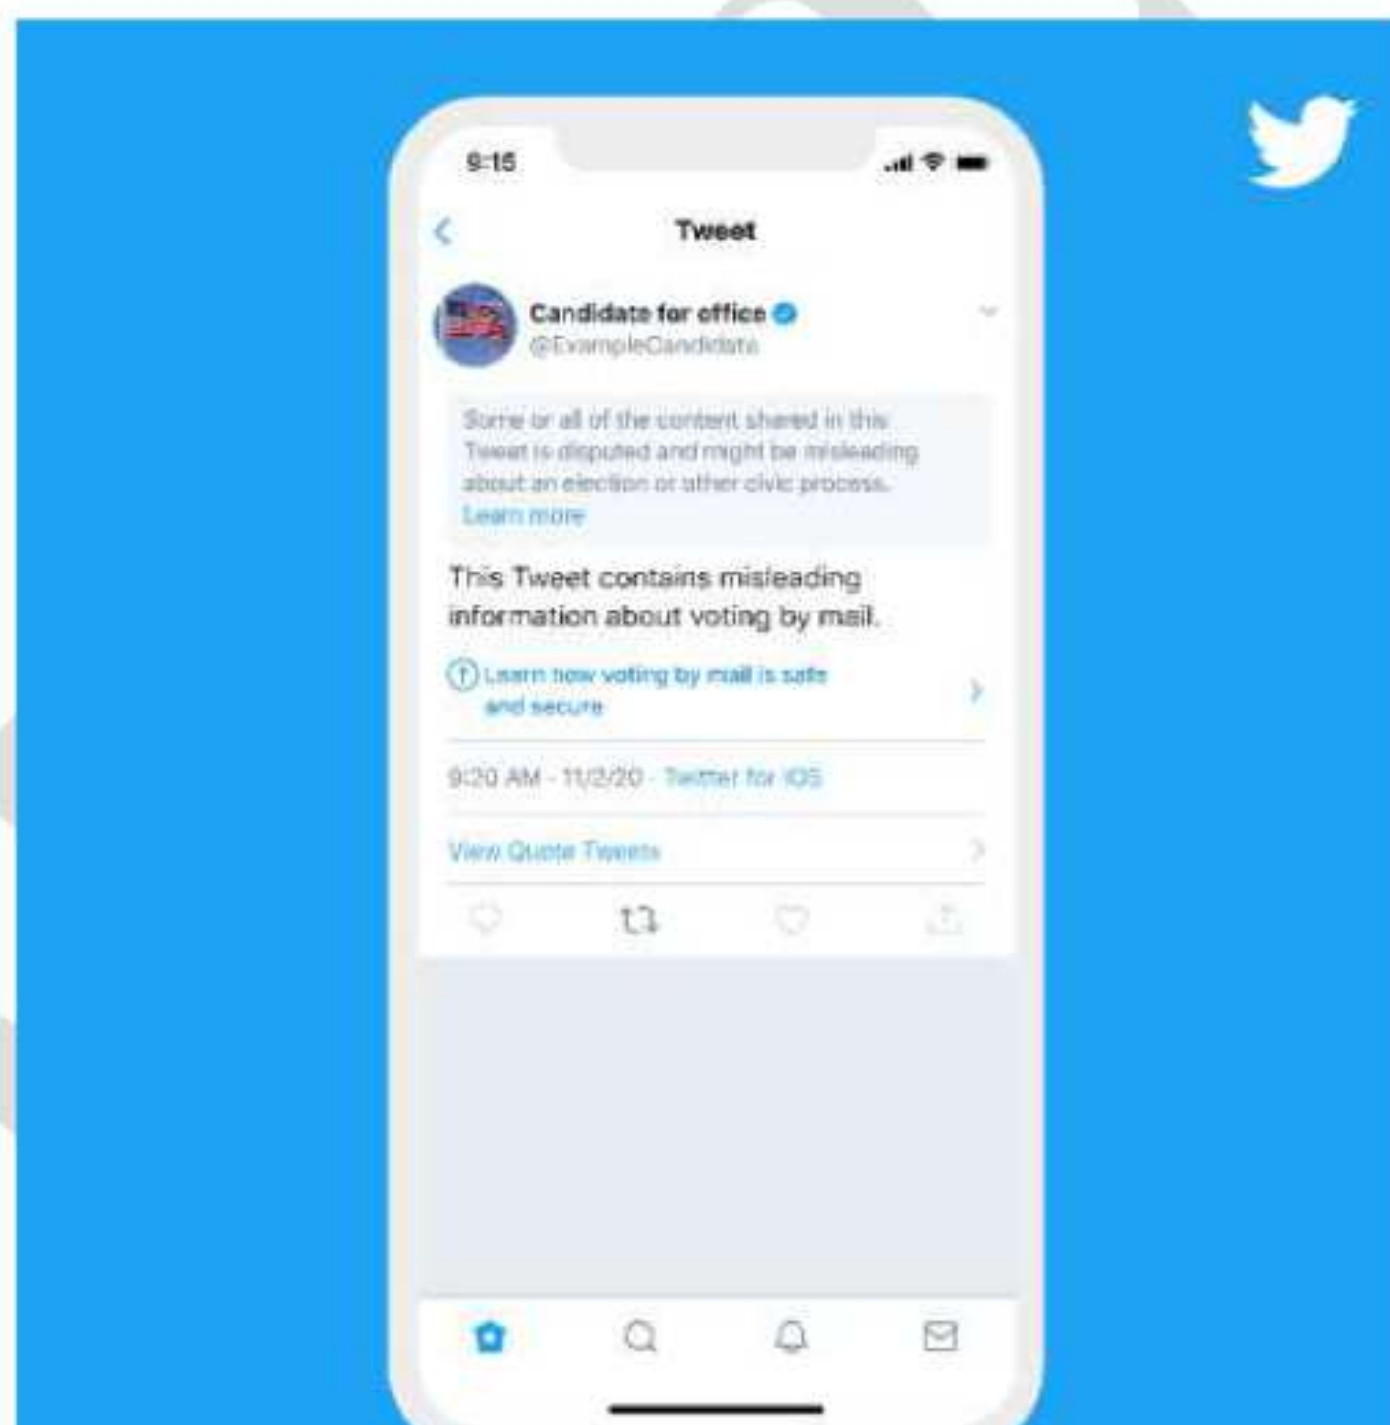 9:15
Tweet
Candidate for office
@ExampleCandidate
Some or all of the content shared in this
Tweet is disputed and might be misleading
about an election or other civic process.
Learn more
This Tweet contains misleading
information about voting by mail.
Learn how voting by mail is safe
and secure
9:20 AM · 11/2/20 · Twitter for iOS
View Quote Tweets